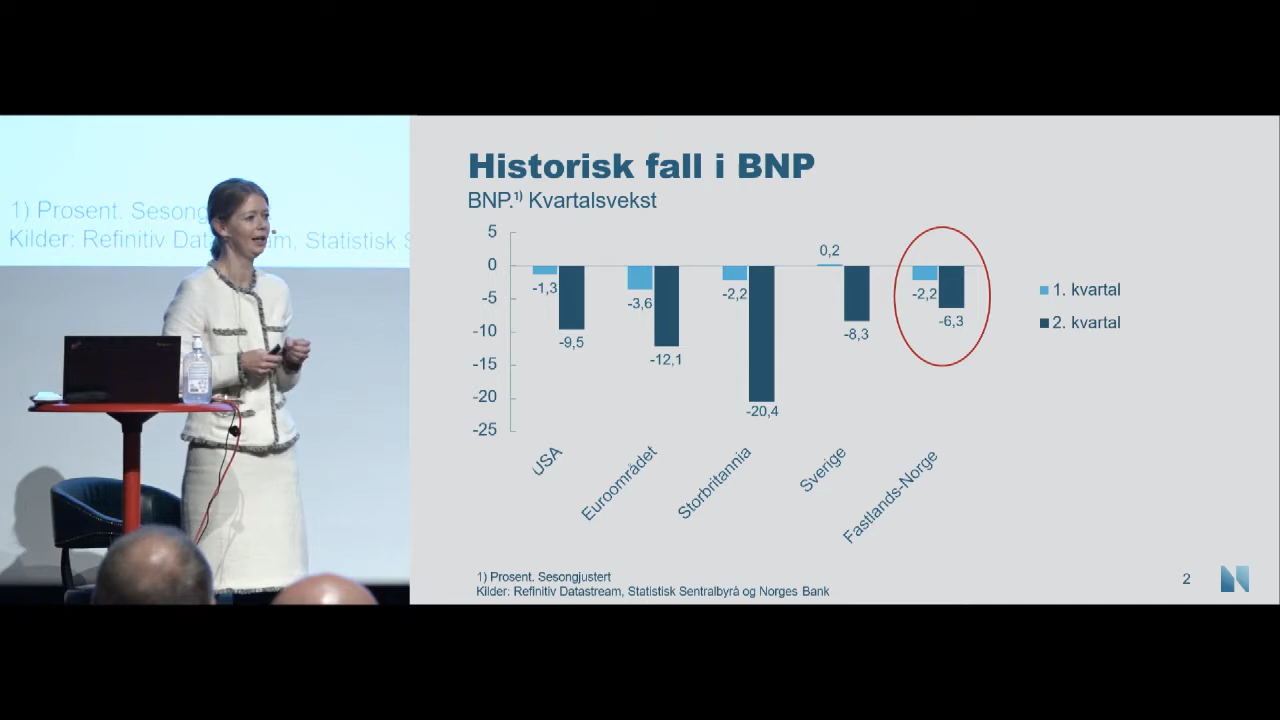 1) Prosent. Sesong
Kilder: Refinitiv Dat am, Statistisk S
Historisk fall i BNP
BNP.¹⁾ Kvartalsvekst
5
0
-5
-10
-15
-20
-25
-1,3
-9,5
-3,6
-12,1
-2,2
-20,4
0,2
-8,3
-2,2
-6,3
USA
Euroområdet
Storbritannia
Sverige
Fastlands-Norge
1. kvartal
2. kvartal
1) Prosent. Sesongjustert
Kilder: Refinitiv Datastream, Statistisk Sentralbyrå og Norges Bank
2